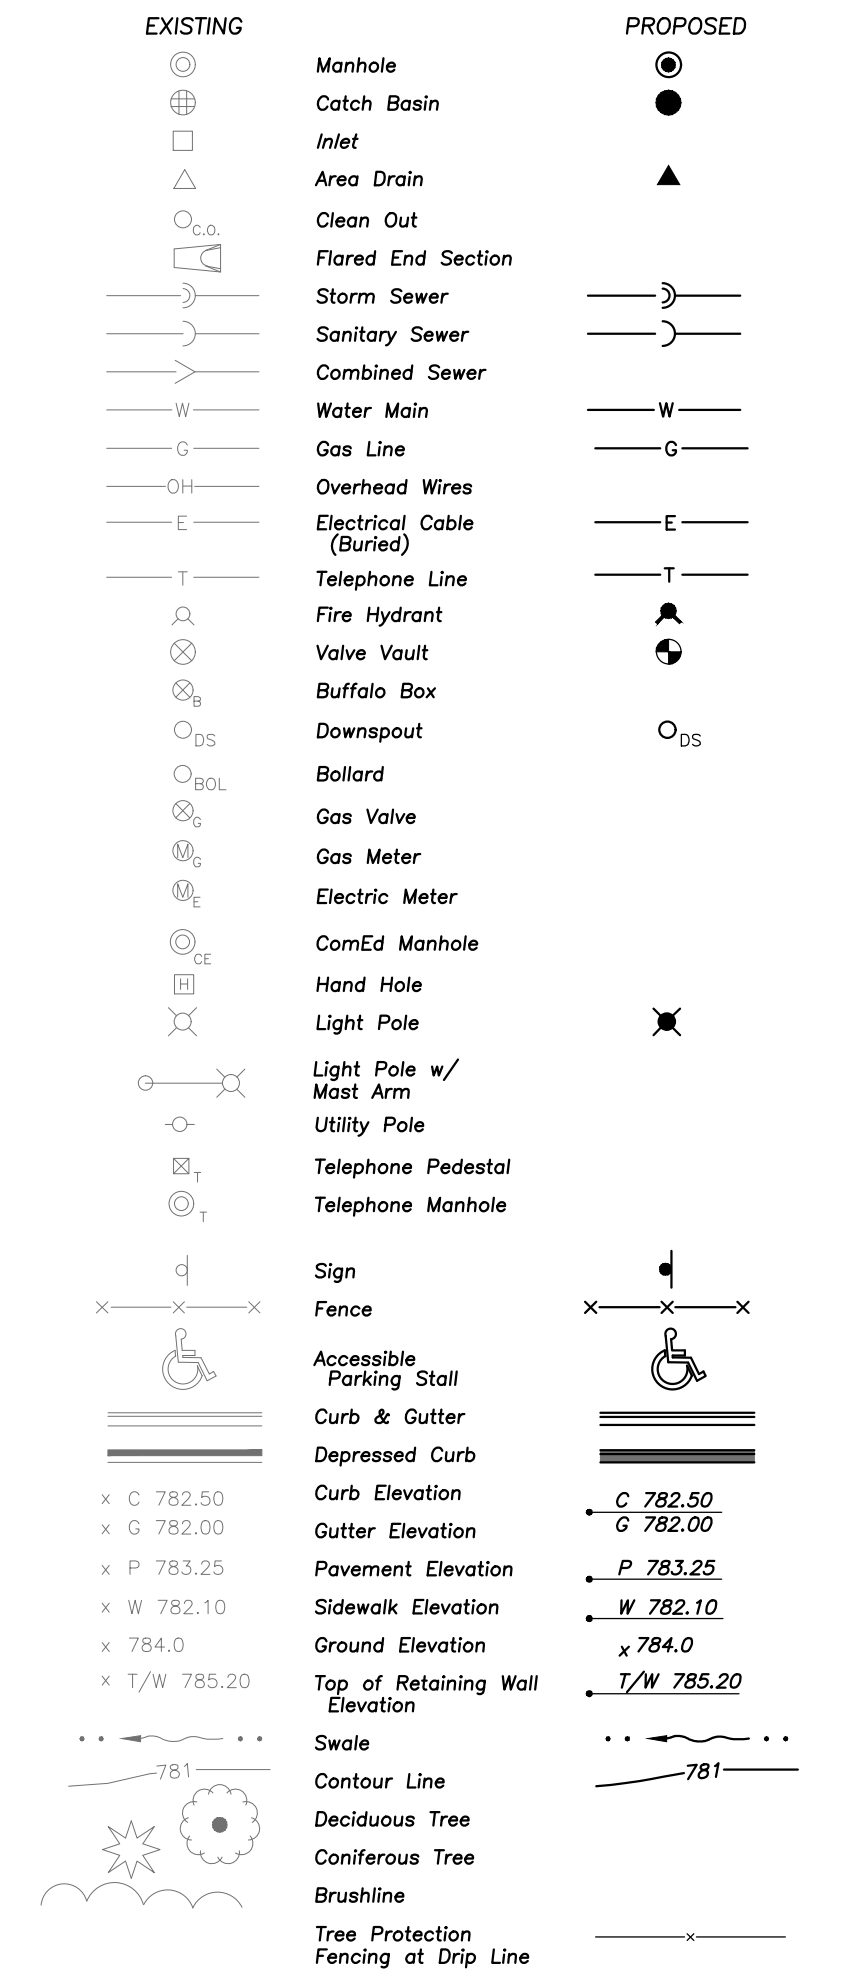 EXISTING PROPOSED
Manhole
Catch Basin
Inlet
Area Drain
C.O. Clean Out
Flared End Section
Storm Sewer
Sanitary Sewer
Combined Sewer
W Water Main W
G Gas Line G
OH Overhead Wires
E Electrical Cable E
(Buried)
T Telephone Line T
Fire Hydrant
Valve Vault
B Buffalo Box
DS Downspout DS
BOL Bollard
G Gas Valve
M G Gas Meter
M E Electric Meter
CE ComEd Manhole
H Hand Hole
Light Pole
Light Pole w/
Mast Arm
Utility Pole
T Telephone Pedestal
T Telephone Manhole
Sign
Fence
Accessible
Parking Stall
Curb & Gutter
Depressed Curb
x C 782.50 Curb Elevation C 782.50
x G 782.00 Gutter Elevation G 782.00
x P 783.25 Pavement Elevation P 783.25
x W 782.10 Sidewalk Elevation W 782.10
x 784.0 Ground Elevation x 784.0
x T/W 785.20 Top of Retaining Wall T/W 785.20
Elevation
Swale
781 Contour Line 781
Deciduous Tree
Coniferous Tree
Brushline
Tree Protection
Fencing at Drip Line